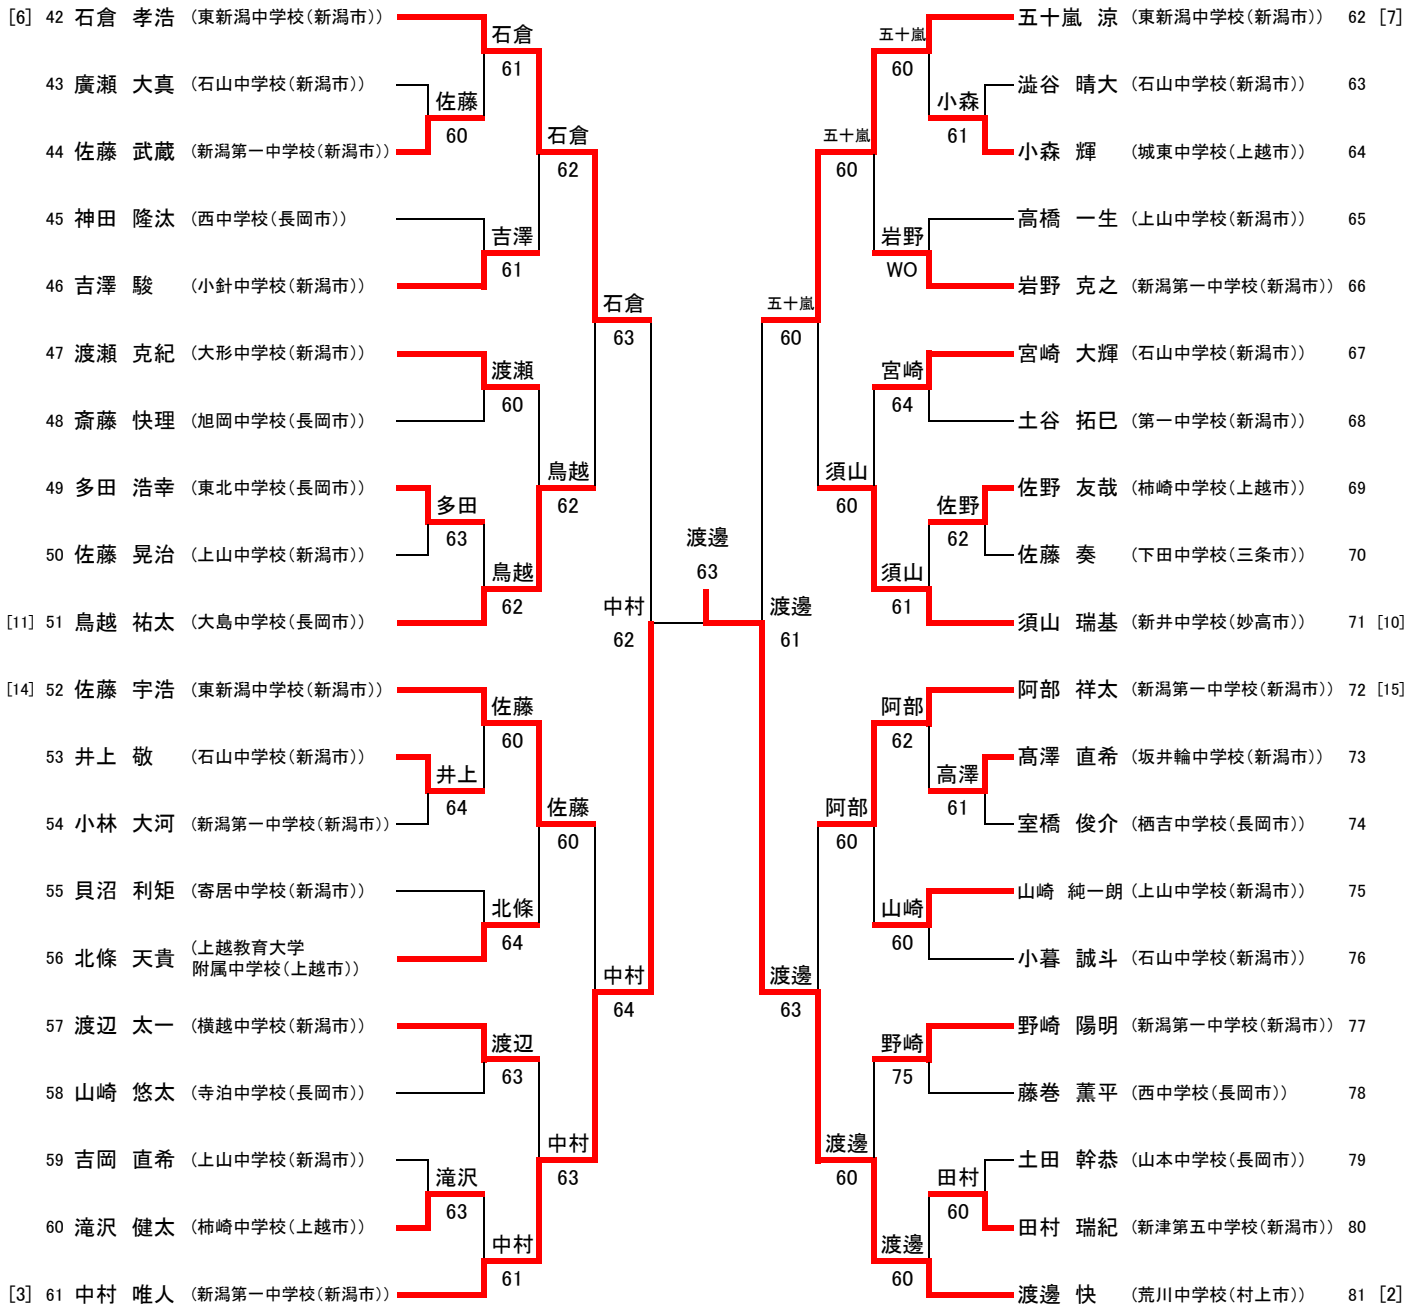 [6] 42 石倉 孝浩 (東新潟中学校(新潟市))
43 廣瀬 大真 (石山中学校(新潟市))
44 佐藤 武蔵 (新潟第一中学校(新潟市))
45 神田 隆汰 (西中学校(長岡市))
46 吉澤 駿 (小針中学校(新潟市))
47 渡瀬 克紀 (大形中学校(新潟市))
48 斎藤 快理 (旭岡中学校(長岡市))
49 多田 浩幸 (東北中学校(長岡市))
50 佐藤 晃治 (上山中学校(新潟市))
[11] 51 鳥越 祐太 (大島中学校(長岡市))
[14] 52 佐藤 宇浩 (東新潟中学校(新潟市))
53 井上 敬 (石山中学校(新潟市))
54 小林 大河 (新潟第一中学校(新潟市))
55 貝沼 利矩 (寄居中学校(新潟市))
56 北條 天貴 (上越教育大学
附属中学校(上越市))
57 渡辺 太一 (横越中学校(新潟市))
58 山崎 悠太 (寺泊中学校(長岡市))
59 吉岡 直希 (上山中学校(新潟市))
60 滝沢 健太 (柿崎中学校(上越市))
[3] 61 中村 唯人 (新潟第一中学校(新潟市))
佐藤
60
多田
63
井上
64
滝沢
63
石倉
61
吉澤
61
渡瀬
60
鳥越
62
佐藤
60
北條
64
渡辺
63
中村
61
石倉
62
鳥越
62
佐藤
60
中村
63
石倉
63
中村
64
中村
62
渡邊
63
渡邊
61
五十嵐
60
渡邊
63
五十嵐
60
須山
60
阿部
60
渡邊
60
五十嵐
60
岩野
WO
宮崎
64
須山
61
阿部
62
山崎
60
野崎
75
渡邊
60
小森
61
佐野
62
高澤
61
田村
60
五十嵐 涼 (東新潟中学校(新潟市)) 62 [7]
澁谷 晴大 (石山中学校(新潟市)) 63
小森 輝 (城東中学校(上越市)) 64
高橋 一生 (上山中学校(新潟市)) 65
岩野 克之 (新潟第一中学校(新潟市)) 66
宮崎 大輝 (石山中学校(新潟市)) 67
土谷 拓巳 (第一中学校(新潟市)) 68
佐野 友哉 (柿崎中学校(上越市)) 69
佐藤 奏 (下田中学校(三条市)) 70
須山 瑞基 (新井中学校(妙高市)) 71 [10]
阿部 祥太 (新潟第一中学校(新潟市)) 72 [15]
髙澤 直希 (坂井輪中学校(新潟市)) 73
室橋 俊介 (栖吉中学校(長岡市)) 74
山崎 純一朗 (上山中学校(新潟市)) 75
小暮 誠斗 (石山中学校(新潟市)) 76
野崎 陽明 (新潟第一中学校(新潟市)) 77
藤巻 薫平 (西中学校(長岡市)) 78
土田 幹恭 (山本中学校(長岡市)) 79
田村 瑞紀 (新津第五中学校(新潟市)) 80
渡邊 快 (荒川中学校(村上市)) 81 [2]